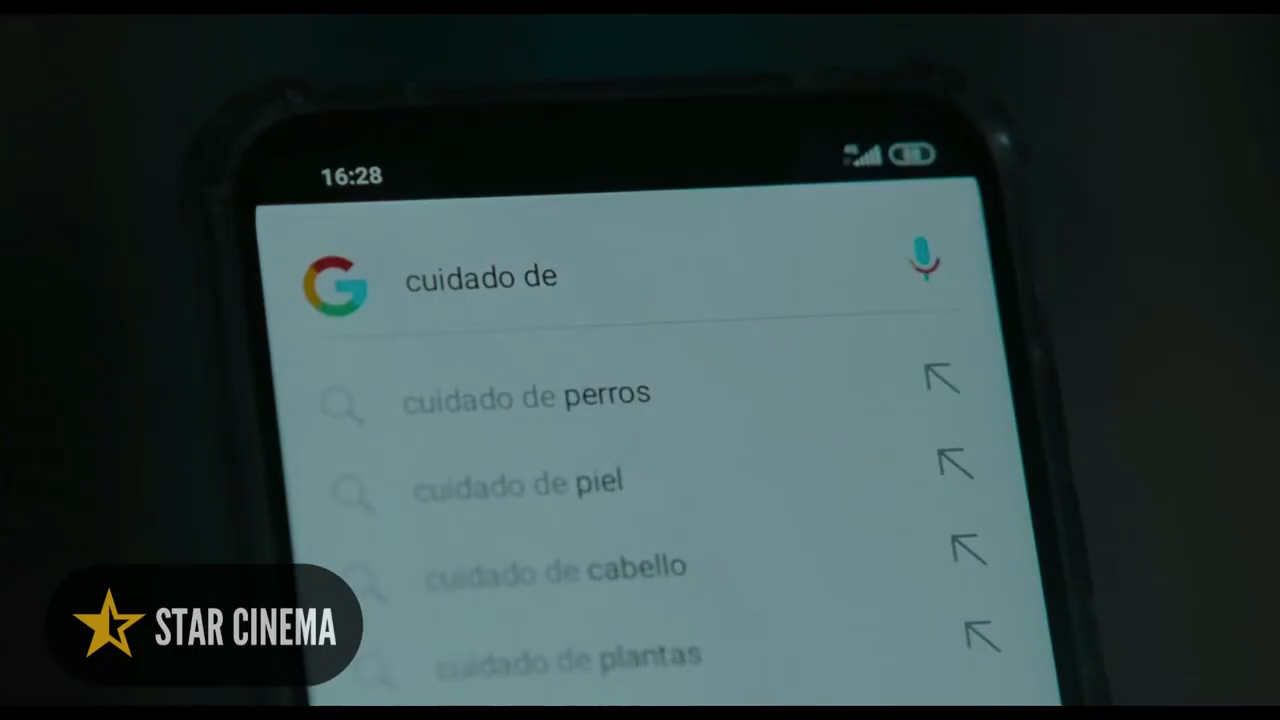 16:28
cuidado de
cuidado de perros
cuidado de piel
cuidado de cabello
cuidado de plantas
STAR CINEMA